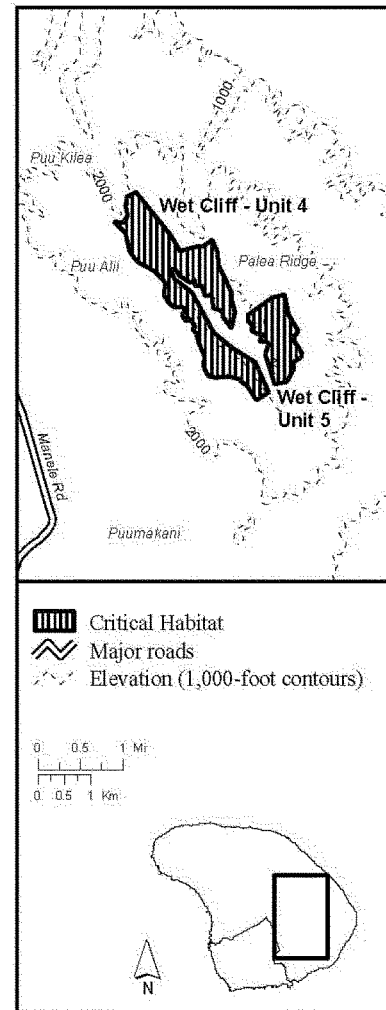 1000
Puu Kilea
2000
Wet Cliff - Unit 4
Puu Alii
Palea Ridge
Wet Cliff -
Unit 5
2000
Manele Rd
Puumakani
Critical Habitat
Major roads
Elevation (1,000-foot contours)
0 0.5 1 Mi
0 0.5 1 Km
N